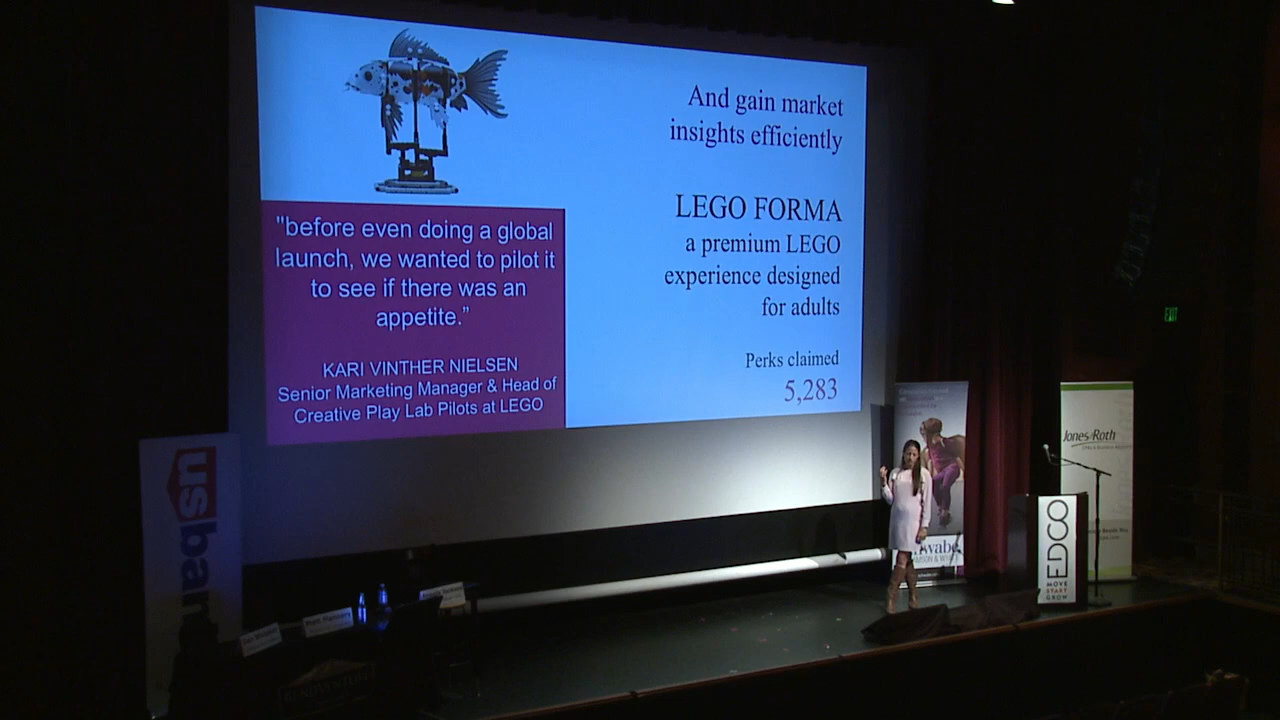 And gain market
insights efficiently
LEGO FORMA
a premium LEGO
experience designed
for adults
Perks claimed
5,283
"before even doing a global
launch, we wanted to pilot it
to see if there was an
appetite.”
KARI VINTHER NIELSEN
Senior Marketing Manager & Head of
Creative Play Lab Pilots at LEGO
usban
Jones Roth
EDCO
MOVE
START
GROW
EXIT